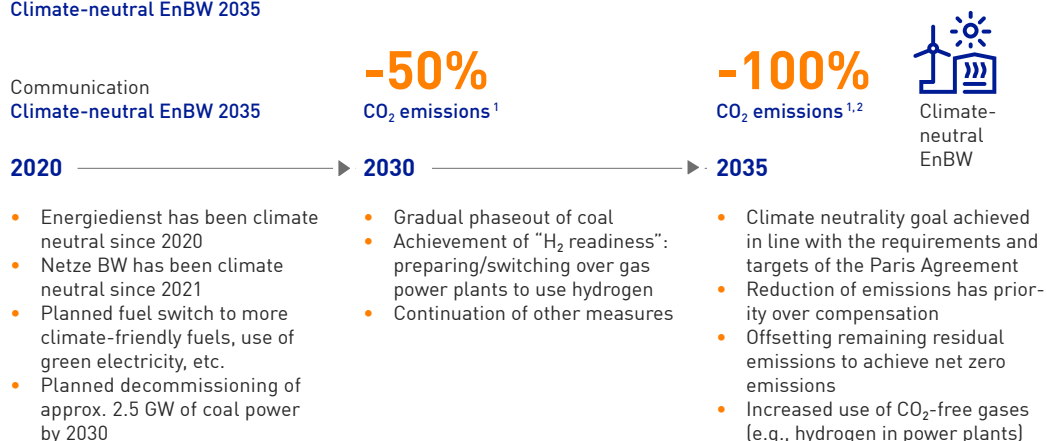 Climate-neutral EnBW 2035
Communication
Climate-neutral EnBW 2035
-50%
CO₂ emissions¹
-100%
CO₂ emissions¹,²
Climate-
neutral
EnBW
2020
2030
2035
• Energiedienst has been climate
neutral since 2020
• Netze BW has been climate
neutral since 2021
• Planned fuel switch to more
climate-friendly fuels, use of
green electricity, etc.
• Planned decommissioning of
approx. 2.5 GW of coal power
by 2030
• Gradual phaseout of coal
• Achievement of “H₂ readiness”:
preparing/switching over gas
power plants to use hydrogen
• Continuation of other measures
• Climate neutrality goal achieved
in line with the requirements and
targets of the Paris Agreement
• Reduction of emissions has prior-
ity over compensation
• Offsetting remaining residual
emissions to achieve net zero
emissions
• Increased use of CO₂-free gases
(e.g., hydrogen in power plants)